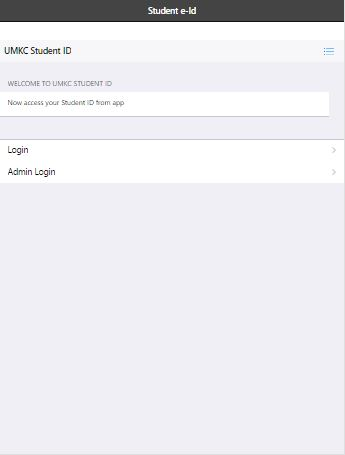 Student e-Id
UMKC Student ID
WELCOME TO UMKC STUDENT ID
Now access your Student ID from app
Login
Admin Login